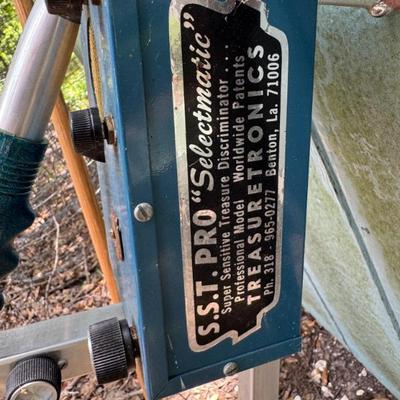 S.S.T. PRO "Selectmatic"
Super Sensitive Treasure Discriminator . . . .
Professional Model Worldwide Patents
TREASURETRONICS
Ph. 318 - 965-0277 Benton, La. 71006